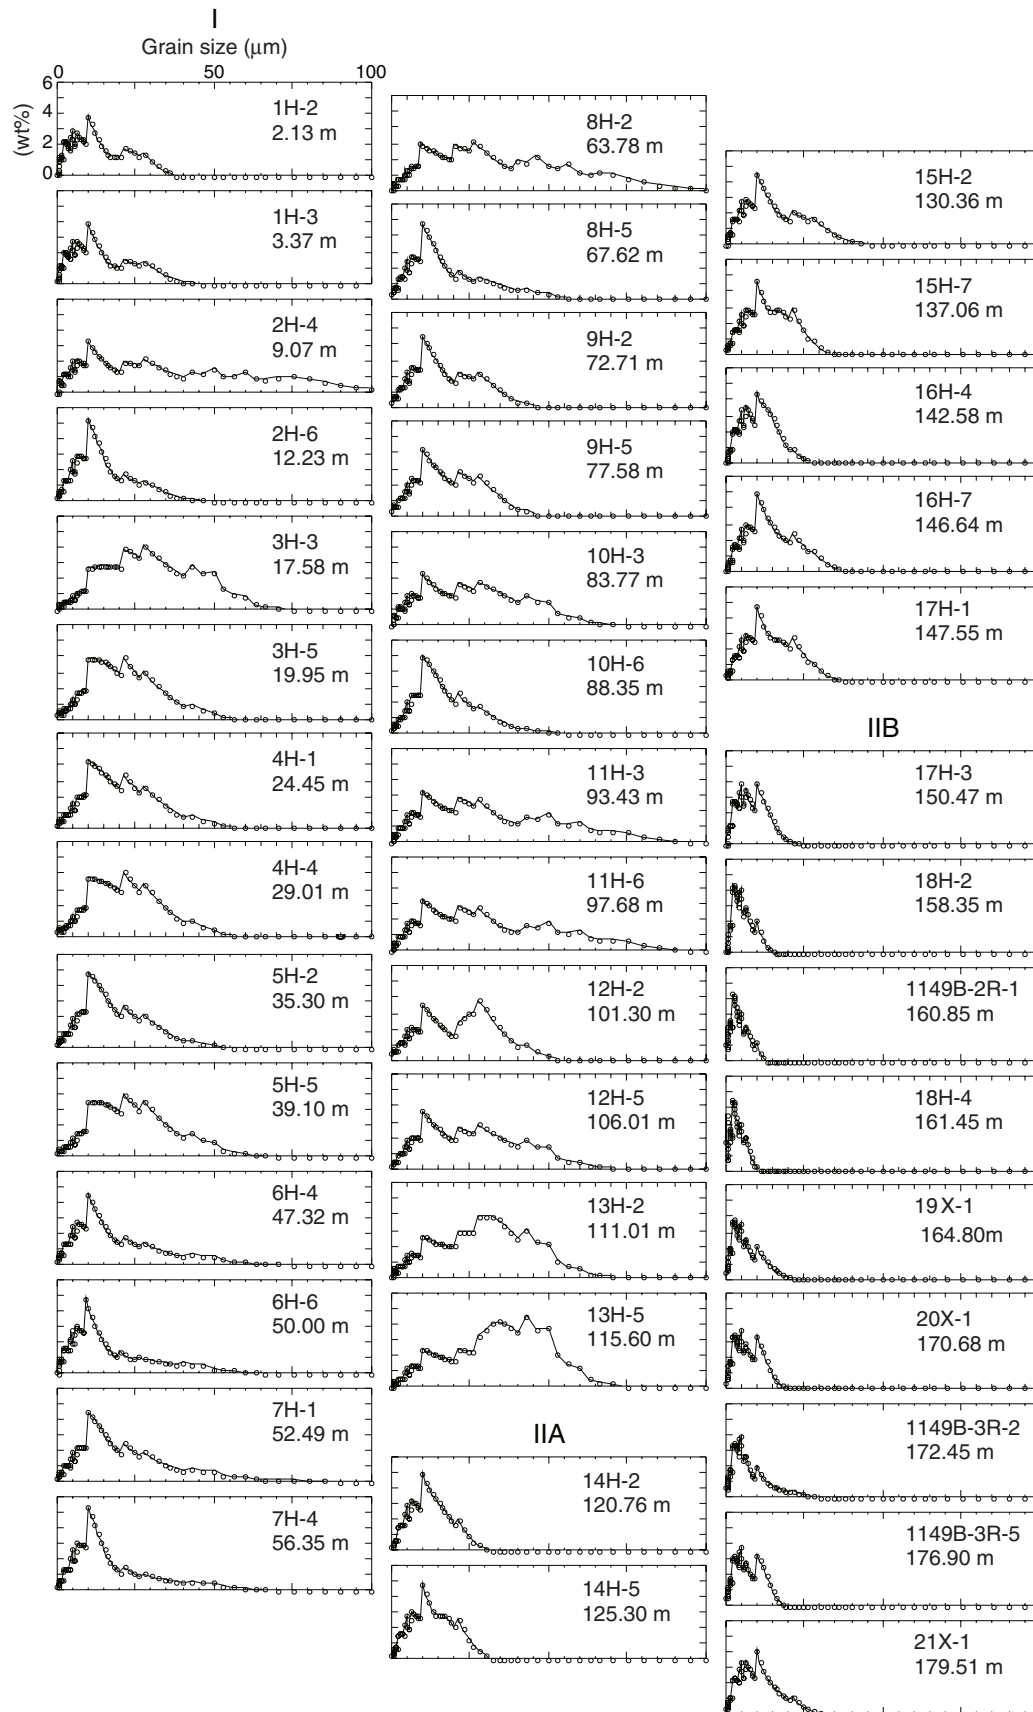 I
Grain size (μm)
0 50 100
6
4
2
0
(wt%)
1H-2
2.13 m
1H-3
3.37 m
2H-4
9.07 m
2H-6
12.23 m
3H-3
17.58 m
3H-5
19.95 m
4H-1
24.45 m
4H-4
29.01 m
5H-2
35.30 m
5H-5
39.10 m
6H-4
47.32 m
6H-6
50.00 m
7H-1
52.49 m
7H-4
56.35 m
8H-2
63.78 m
8H-5
67.62 m
9H-2
72.71 m
9H-5
77.58 m
10H-3
83.77 m
10H-6
88.35 m
11H-3
93.43 m
11H-6
97.68 m
12H-2
101.30 m
12H-5
106.01 m
13H-2
111.01 m
13H-5
115.60 m
IIA
14H-2
120.76 m
14H-5
125.30 m
15H-2
130.36 m
15H-7
137.06 m
16H-4
142.58 m
16H-7
146.64 m
17H-1
147.55 m
IIB
17H-3
150.47 m
18H-2
158.35 m
1149B-2R-1
160.85 m
18H-4
161.45 m
19X-1
164.80m
20X-1
170.68 m
1149B-3R-2
172.45 m
1149B-3R-5
176.90 m
21X-1
179.51 m